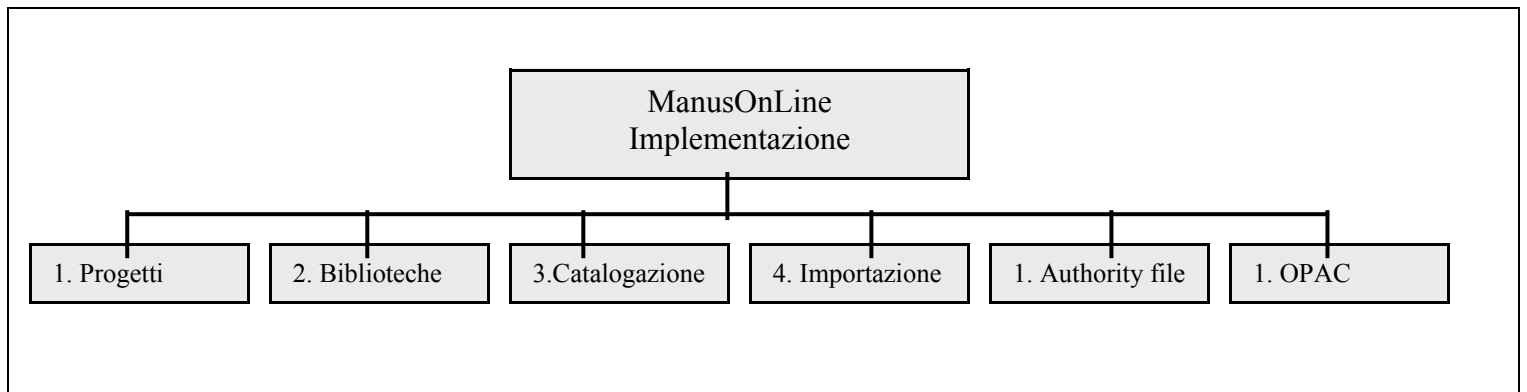 ManusOnLine
Implementazione
1. Progetti
2. Biblioteche
3.Catalogazione
4. Importazione
1. Authority file
1. OPAC